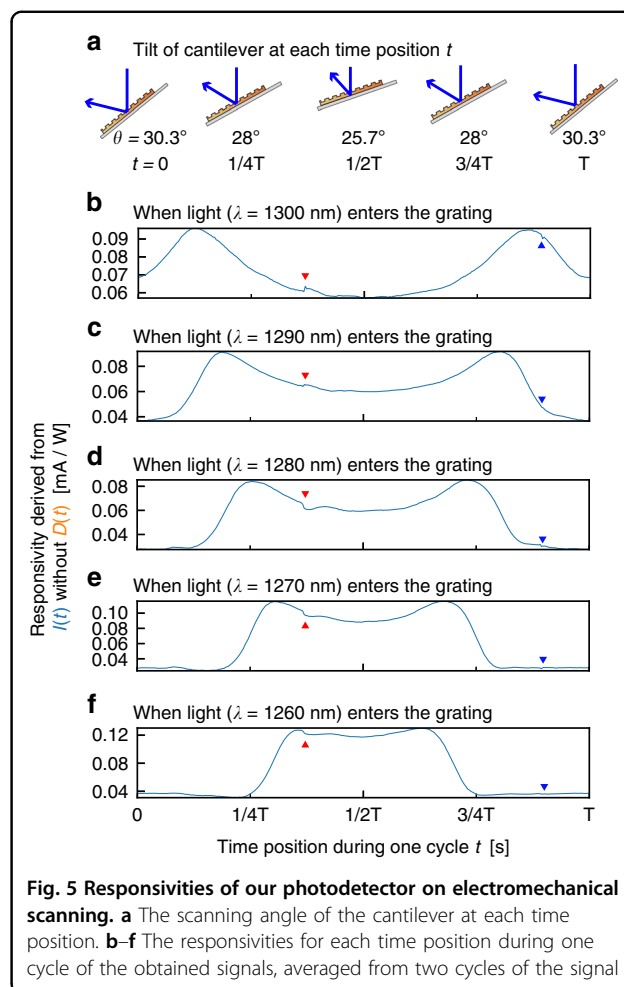 a Tilt of cantilever at each time position t
θ = 30.3° 28° 25.7° 28° 30.3°
t = 0 1/4T 1/2T 3/4T T
Responsivity derived from
I(t) without D(t) [mA / W]
b When light (λ = 1300 nm) enters the grating
0.09
0.07
0.06
c When light (λ = 1290 nm) enters the grating
0.08
0.06
0.04
d When light (λ = 1280 nm) enters the grating
0.08
0.06
0.04
e When light (λ = 1270 nm) enters the grating
0.10
0.08
0.06
0.04
f When light (λ = 1260 nm) enters the grating
0.12
0.08
0.04
0 1/4T 1/2T 3/4T T
Time position during one cycle t [s]
Fig. 5 Responsivities of our photodetector on electromechanical
scanning. a The scanning angle of the cantilever at each time
position. b–f The responsivities for each time position during one
cycle of the obtained signals, averaged from two cycles of the signal